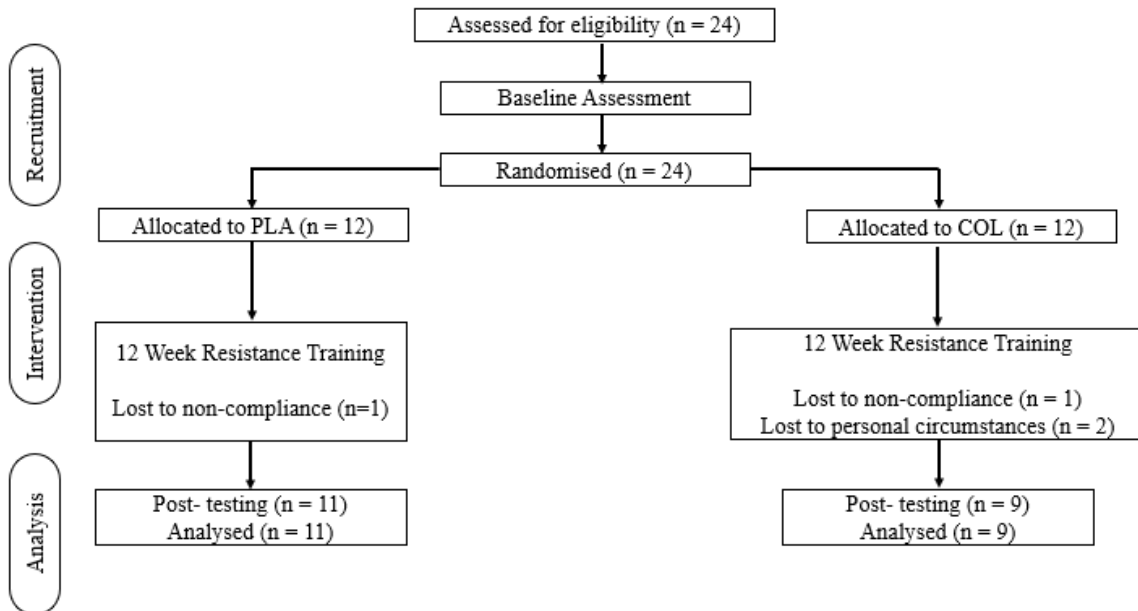 Assessed for eligibility (n = 24)
Recruitment
Baseline Assessment
Randomised (n = 24)
Allocated to PLA (n = 12)
Allocated to COL (n = 12)
Intervention
12 Week Resistance Training
Lost to non-compliance (n=1)
12 Week Resistance Training
Lost to non-compliance (n = 1)
Lost to personal circumstances (n = 2)
Analysis
Post- testing (n = 11)
Analysed (n = 11)
Post- testing (n = 9)
Analysed (n = 9)